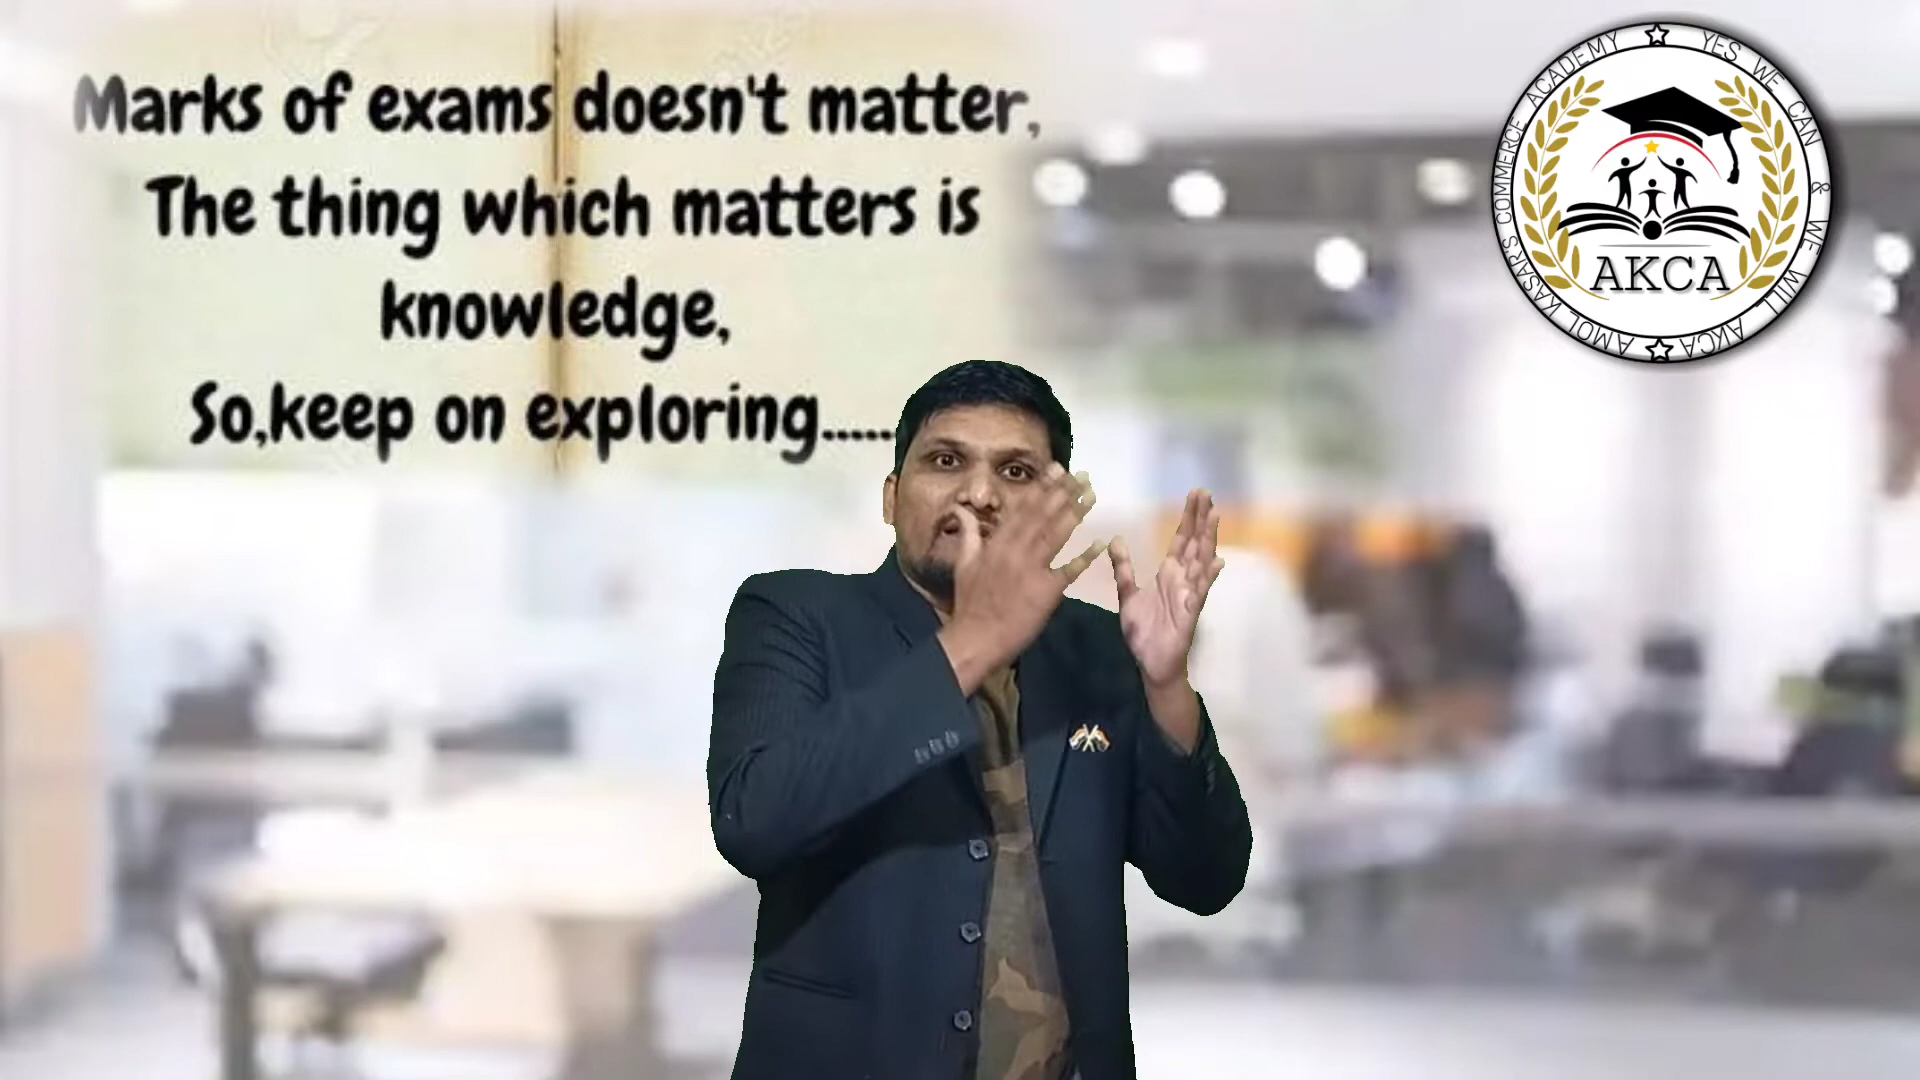 Marks of exams doesn't matter,
The thing which matters is
knowledge,
So,keep on exploring......
AMOL KASAR'S COMMERCE ACADEMY ☆ YES WE CAN & WE WILL AKCA ☆
AKCA